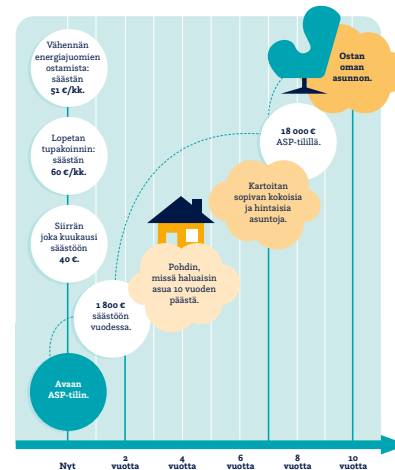 Vähennän
energiajuomien
ostamista:
säästän
51 €/kk.
Lopetan
tupakoinnin:
säästän
60 €/kk.
Siirrän
joka kuukausi
säästöön
40 €.
Avaan
ASP-tilin.
1 800 €
säästöön
vuodessa.
Pohdin,
missä haluaisin
asua 10 vuoden
päästä.
Kartoitan
sopivan kokoisia
ja hintaisia
asuntoja.
18 000 €
ASP-tilillä.
Ostan
oman
asunnon.
Nyt
2
vuotta
4
vuotta
6
vuotta
8
vuotta
10
vuotta